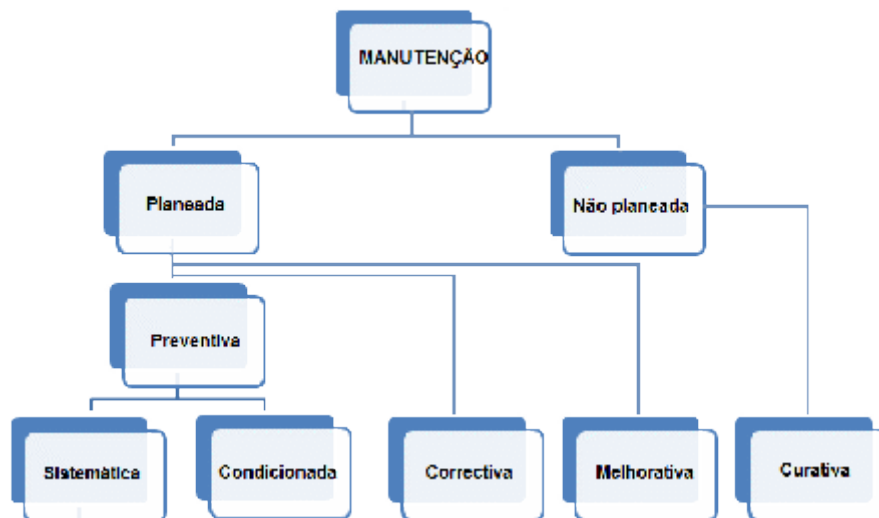 MANUTENÇÃO
Planeada
Não planeada
Preventiva
Sistemática
Condicionada
Correctiva
Melhorativa
Curativa